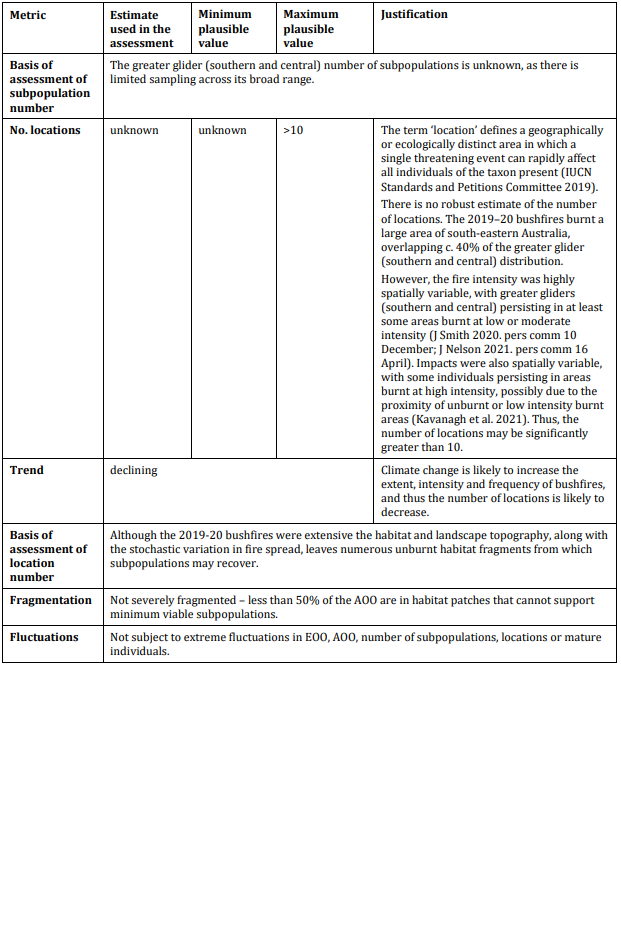 Metric
Estimate
used in the
assessment
Minimum
plausible
value
Maximum
plausible
value
Justification
Basis of
assessment of
subpopulation
number
The greater glider (southern and central) number of subpopulations is unknown, as there is
limited sampling across its broad range.
No. locations
unknown
unknown
>10
The term ‘location’ defines a geographically
or ecologically distinct area in which a
single threatening event can rapidly affect
all individuals of the taxon present (IUCN
Standards and Petitions Committee 2019).
There is no robust estimate of the number
of locations. The 2019–20 bushfires burnt a
large area of south-eastern Australia,
overlapping c. 40% of the greater glider
(southern and central) distribution.
However, the fire intensity was highly
spatially variable, with greater gliders
(southern and central) persisting in at least
some areas burnt at low or moderate
intensity (J Smith 2020. pers comm 10
December; J Nelson 2021. pers comm 16
April). Impacts were also spatially variable,
with some individuals persisting in areas
burnt at high intensity, possibly due to the
proximity of unburnt or low intensity burnt
areas (Kavanagh et al. 2021). Thus, the
number of locations may be significantly
greater than 10.
Trend
declining
Climate change is likely to increase the
extent, intensity and frequency of bushfires,
and thus the number of locations is likely to
decrease.
Basis of
assessment of
location
number
Although the 2019-20 bushfires were extensive the habitat and landscape topography, along with
the stochastic variation in fire spread, leaves numerous unburnt habitat fragments from which
subpopulations may recover.
Fragmentation
Not severely fragmented – less than 50% of the AOO are in habitat patches that cannot support
minimum viable subpopulations.
Fluctuations
Not subject to extreme fluctuations in EOO, AOO, number of subpopulations, locations or mature
individuals.